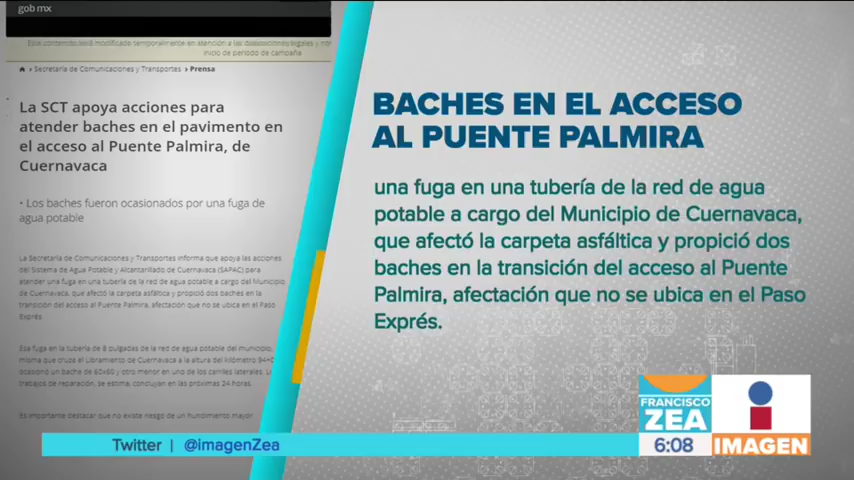 gob mx
Este contenido será modificado temporalmente en atención a las disposiciones legales y nor
inicio de periodo de campaña
> Secretaría de Comunicaciones y Transportes > Prensa
La SCT apoya acciones para
atender baches en el pavimento en
el acceso al Puente Palmira, de
Cuernavaca
• Los baches fueron ocasionados por una fuga de
agua potable
La Secretaría de Comunicaciones y Transportes informa que apoya las acciones
del Sistema de Agua Potable y Alcantarillado de Cuernavaca (SAPAC) para
atender una fuga en una tubería de la red de agua potable a cargo del Municipio
de Cuernavaca, que afectó la carpeta asfáltica y propició dos baches en la
transición del acceso al Puente Palmira, afectación que no se ubica en el Paso
Exprés.
Esa fuga en la tubería de 8 pulgadas de la red de agua potable del municipio,
misma que cruza el Libramiento de Cuernavaca a la altura del kilómetro 94+0
ocasionó un bache de 60x60 y otro menor en uno de los carriles laterales. L
trabajos de reparación, se estima, concluyan en las próximas 24 horas.
Es importante destacar que no existe riesgo de un hundimiento mayor
BACHES EN EL ACCESO
AL PUENTE PALMIRA
una fuga en una tubería de la red de agua
potable a cargo del Municipio de Cuernavaca,
que afectó la carpeta asfáltica y propició dos
baches en la transición del acceso al Puente
Palmira, afectación que no se ubica en el Paso
Exprés.
Twitter | @imagenZea
FRANCISCO
ZEA
6:08
IMAGEN